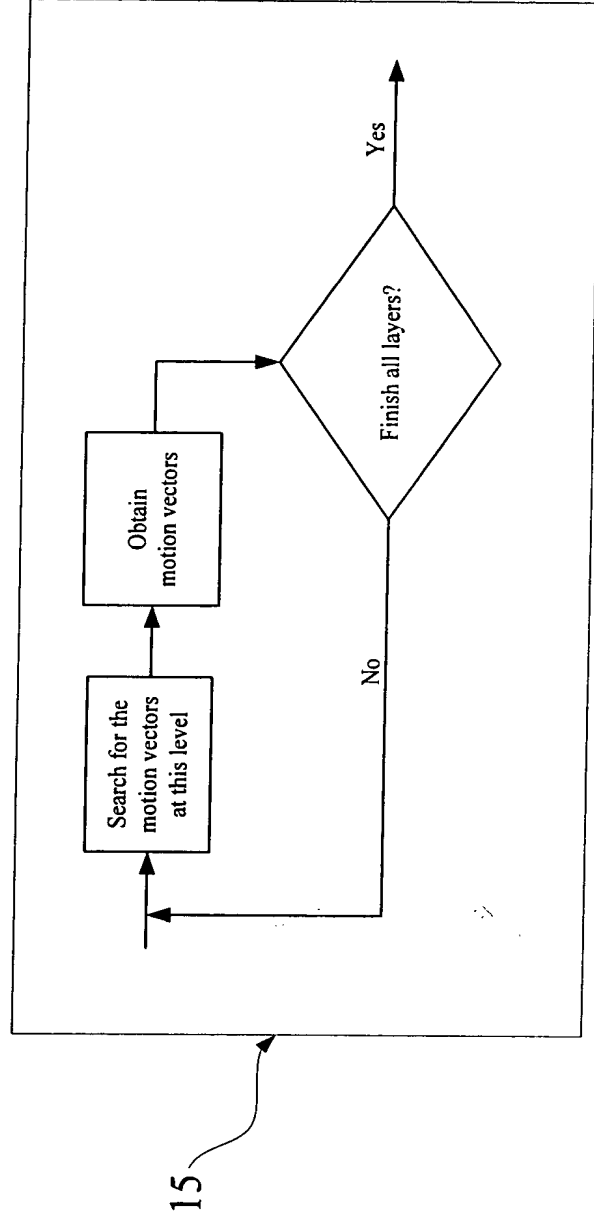 15
Search for the
motion vectors
at this level
Obtain
motion vectors
Finish all layers?
Yes
No